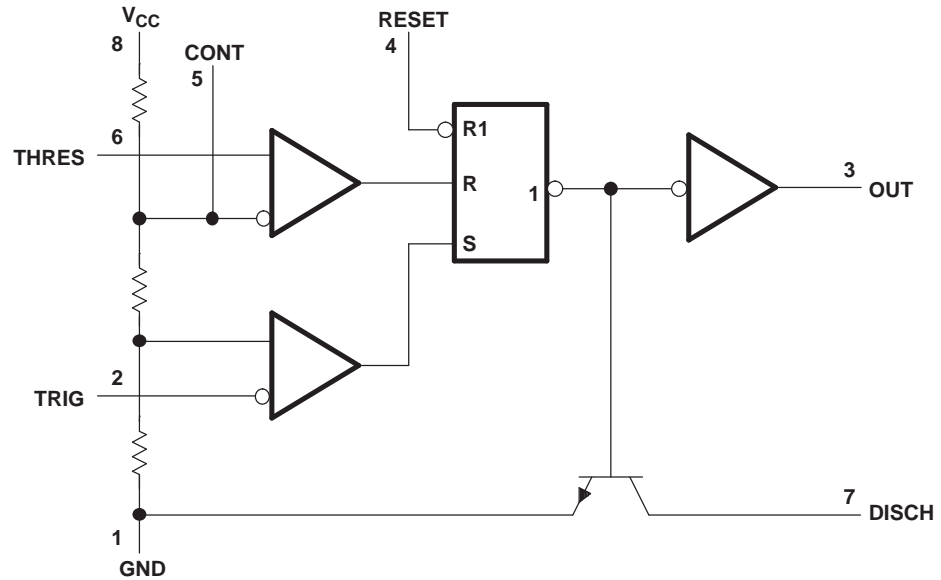 VCC
8
CONT
5
RESET
4
6
THRES
R1
R
1
S
3
OUT
2
TRIG
7
DISCH
1
GND